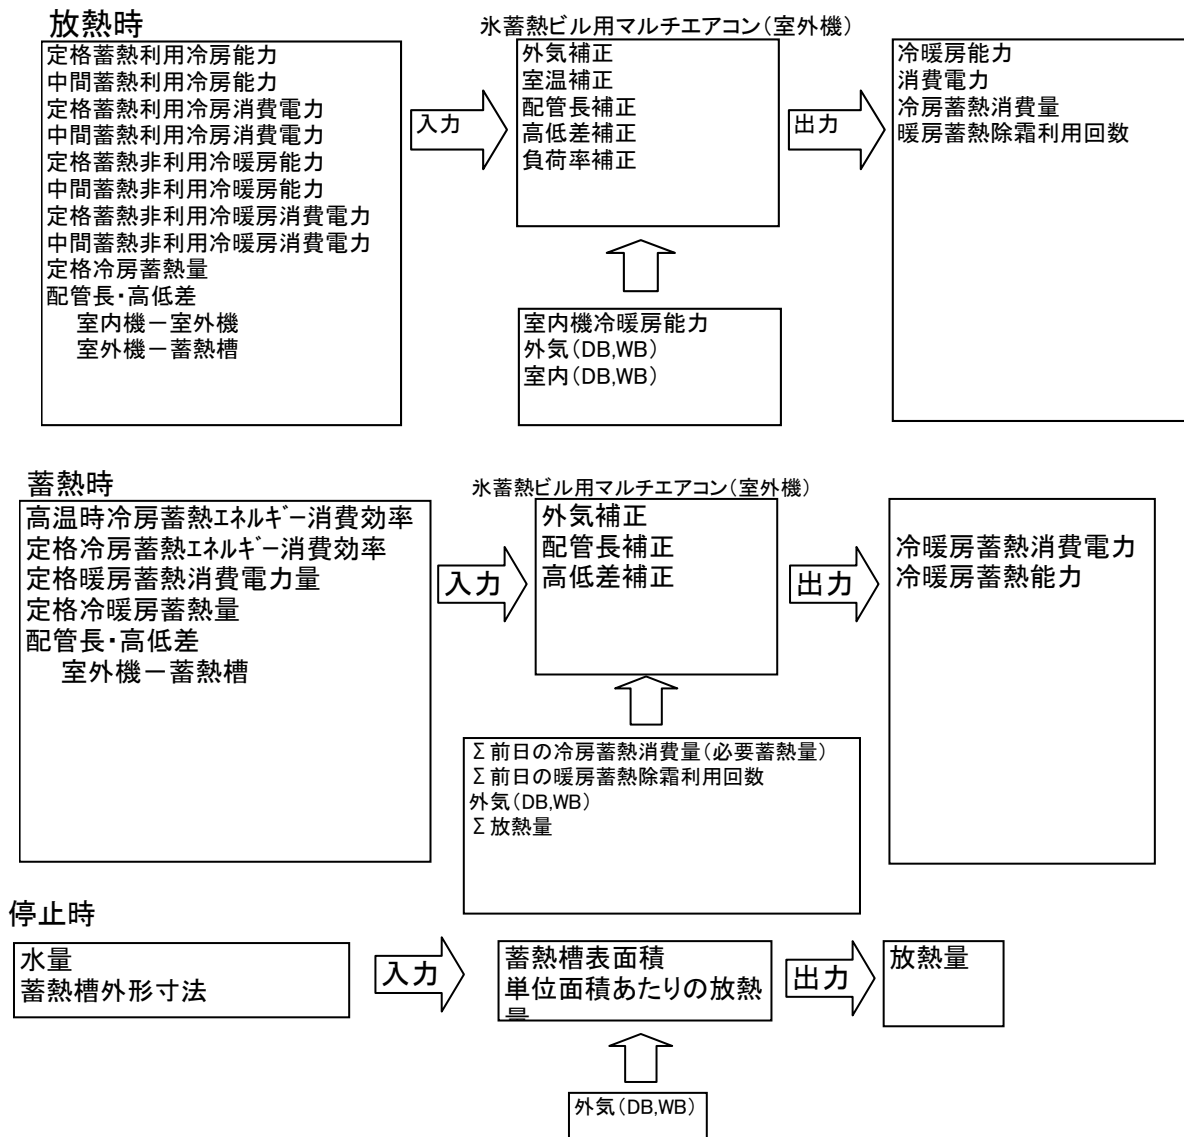 放熱時
氷蓄熱ビル用マルチエアコン(室外機)
定格蓄熱利用冷房能力
中間蓄熱利用冷房能力
定格蓄熱利用冷房消費電力
中間蓄熱利用冷房消費電力
定格蓄熱非利用冷暖房能力
中間蓄熱非利用冷暖房能力
定格蓄熱非利用冷暖房消費電力
中間蓄熱非利用冷暖房消費電力
定格冷房蓄熱量
配管長・高低差
室内機－室外機
室外機－蓄熱槽
入力
外気補正
室温補正
配管長補正
高低差補正
負荷率補正
出力
冷暖房能力
消費電力
冷房蓄熱消費量
暖房蓄熱除霜利用回数
室内機冷暖房能力
外気(DB,WB)
室内(DB,WB)
蓄熱時
氷蓄熱ビル用マルチエアコン(室外機)
高温時冷房蓄熱ｴﾈﾙｷﾞｰ消費効率
定格冷房蓄熱ｴﾈﾙｷﾞｰ消費効率
定格暖房蓄熱消費電力量
定格冷暖房蓄熱量
配管長・高低差
室外機－蓄熱槽
入力
外気補正
配管長補正
高低差補正
出力
冷暖房蓄熱消費電力
冷暖房蓄熱能力
Σ前日の冷房蓄熱消費量(必要蓄熱量)
Σ前日の暖房蓄熱除霜利用回数
外気(DB,WB)
Σ放熱量
停止時
水量
蓄熱槽外形寸法
入力
蓄熱槽表面積
単位面積あたりの放熱
量
出力
放熱量
外気(DB,WB)